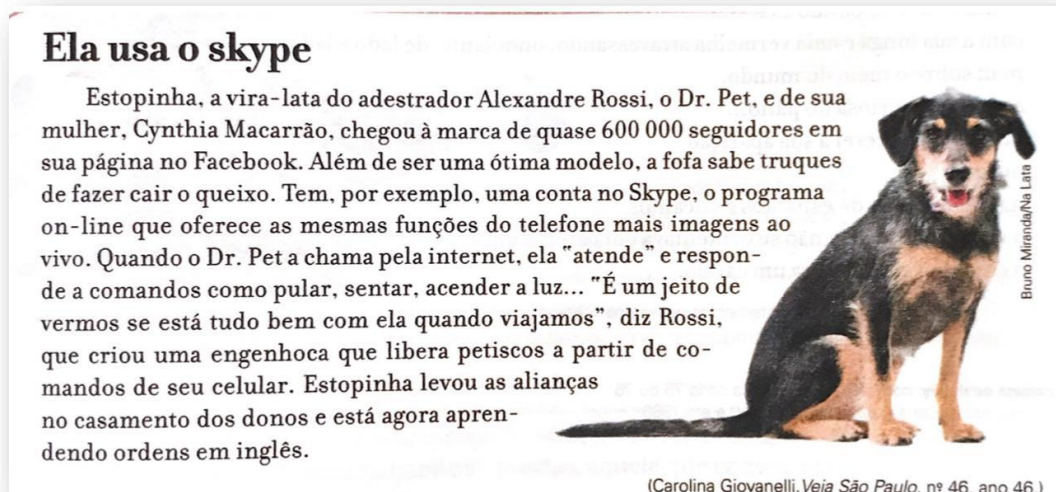 Ela usa o skype
Estopinha, a vira-lata do adestrador Alexandre Rossi, o Dr. Pet, e de sua
mulher, Cynthia Macarrão, chegou à marca de quase 600 000 seguidores em
sua página no Facebook. Além de ser uma ótima modelo, a fofa sabe truques
de fazer cair o queixo. Tem, por exemplo, uma conta no Skype, o programa
on-line que oferece as mesmas funções do telefone mais imagens ao
vivo. Quando o Dr. Pet a chama pela internet, ela "atende" e respon-
de a comandos como pular, sentar, acender a luz... "É um jeito de
vermos se está tudo bem com ela quando viajamos", diz Rossi,
que criou uma engenhoca que libera petiscos a partir de co-
mandos de seu celular. Estopinha levou as alianças
no casamento dos donos e está agora apren-
dendo ordens em inglês.
Bruno Miranda/Na Lata
(Carolina Giovanelli. Veja São Paulo, nº 46, ano 46.)